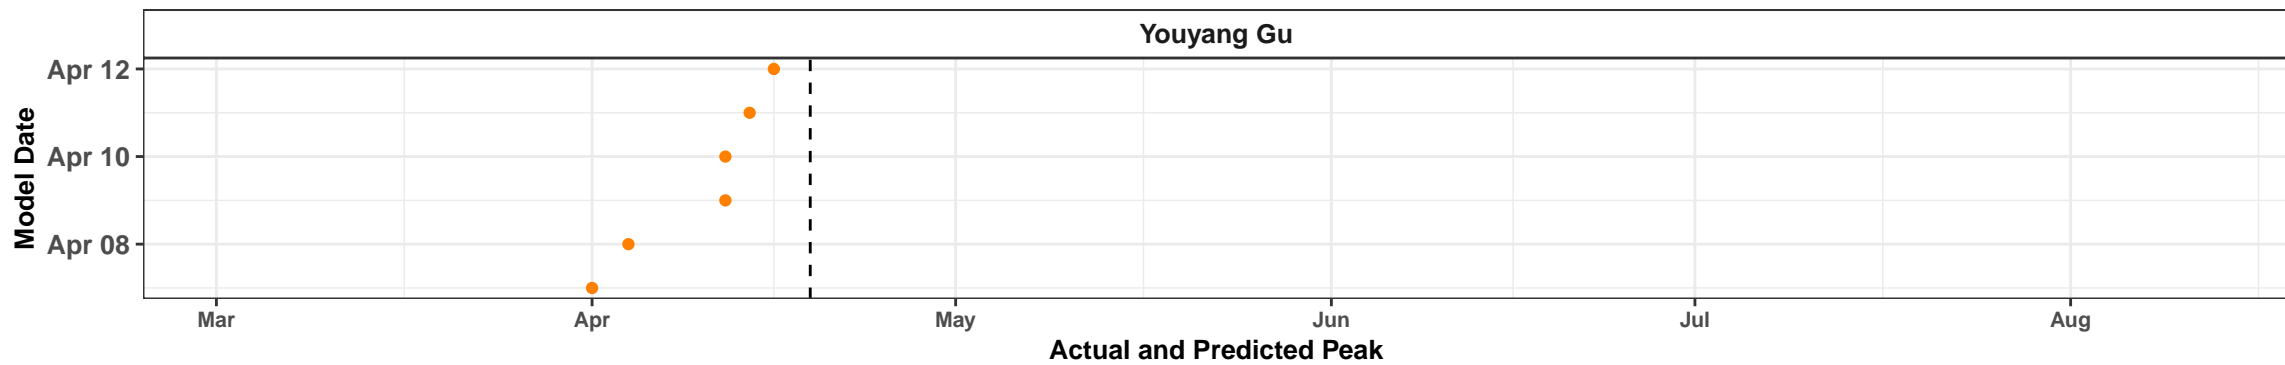 Youyang Gu
Apr 12
Apr 10
Apr 08
Model Date
Mar Apr May Jun Jul Aug
Actual and Predicted Peak